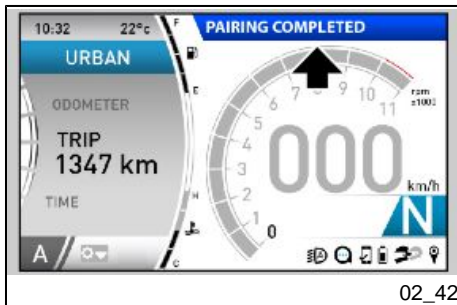 10:32 22°c
PAIRING COMPLETED
URBAN
ODOMETER
TRIP
1347 km
TIME
A
F
E
H
C
0
1
2
3
4
5
6
7
8
9
10
11
rpm
x1000
000
km/h
N
02_42